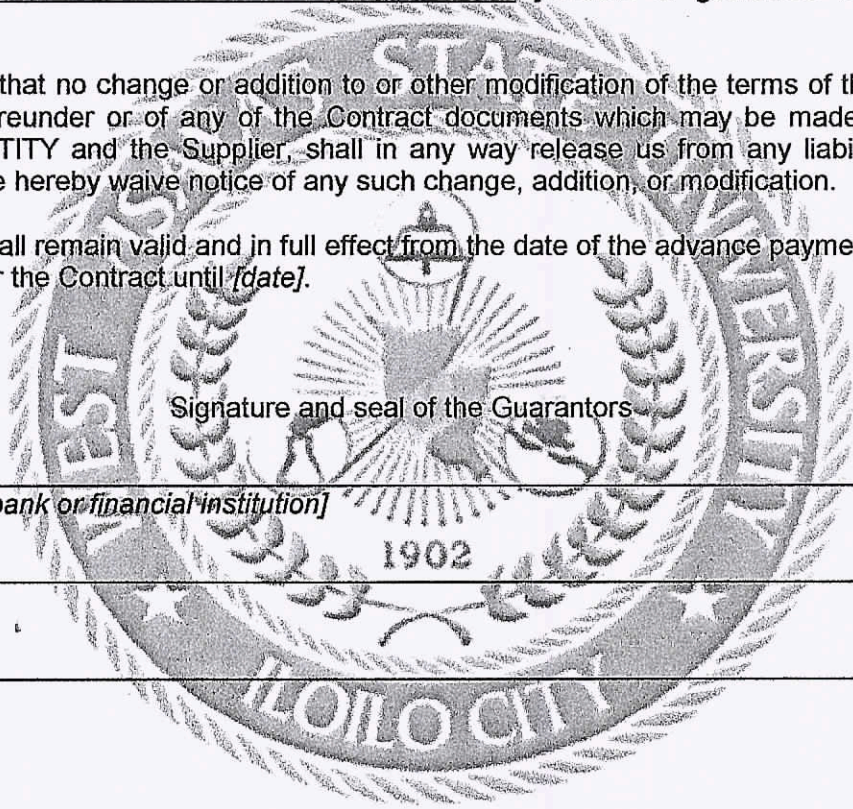 that no change or addition to or other modification of the terms of
reunder or of any of the Contract documents which may be made
TITY and the Supplier, shall in any way release us from any
e hereby waive notice of any such change, addition, or modification.
all remain valid and in full effect from the date of the advance
r the Contract until [date].
Signature and seal of the Guarantors
bank or financial institution]
WEST VISAYAS STATE UNIVERSITY
1902
ILOILO CITY